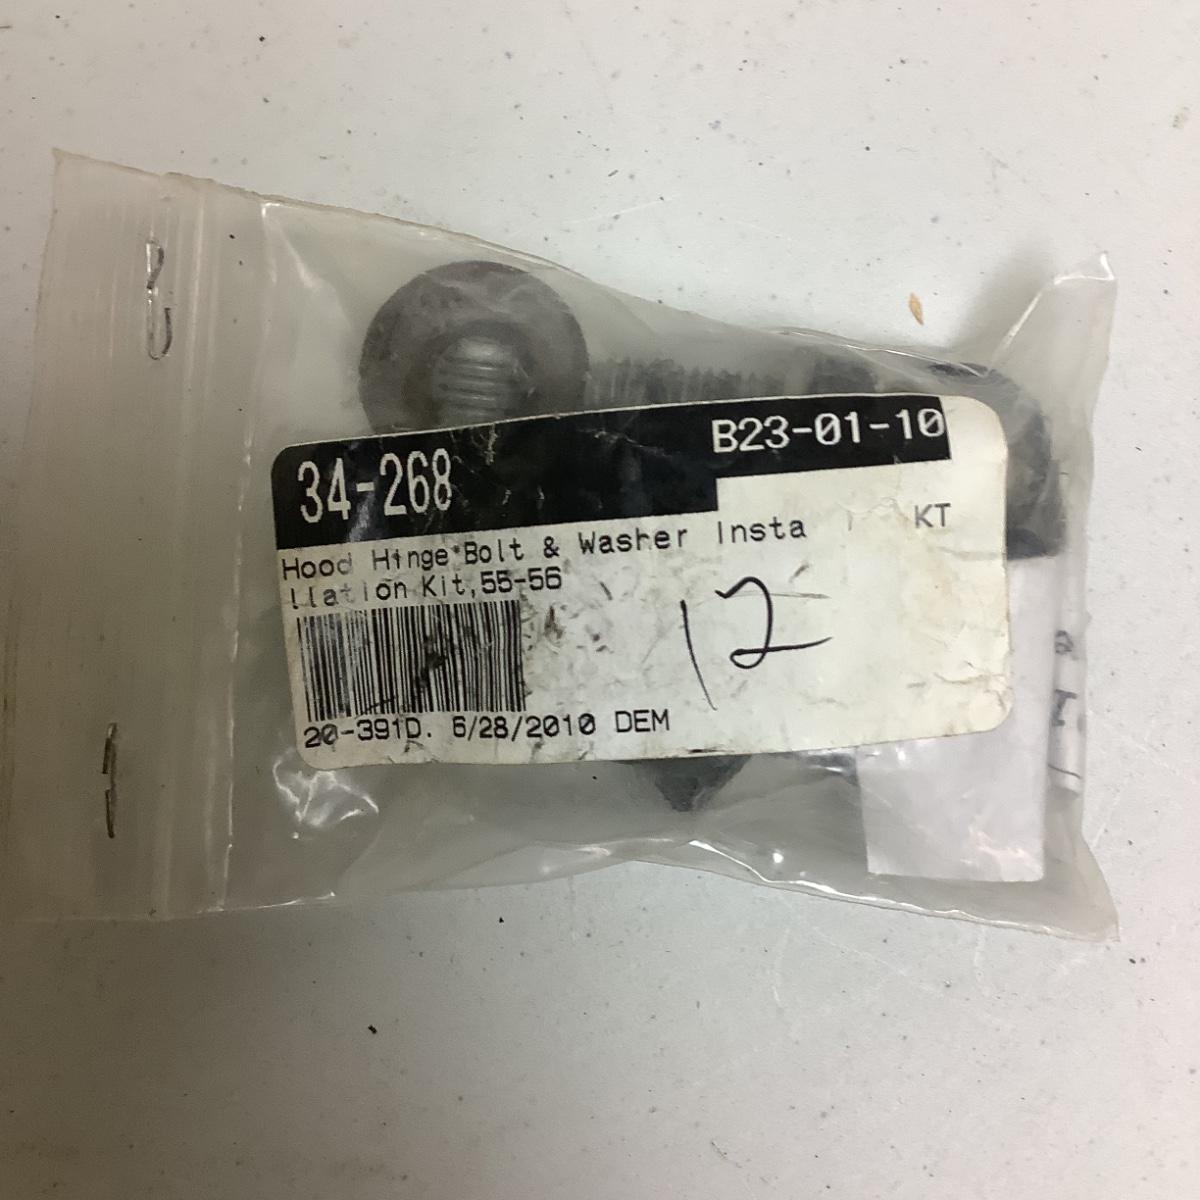 34-268
B23-01-10
Hood Hinge Bolt & Washer Insta
KT
llation Kit,55-56
12
20-391D. 6/28/2010 DEM